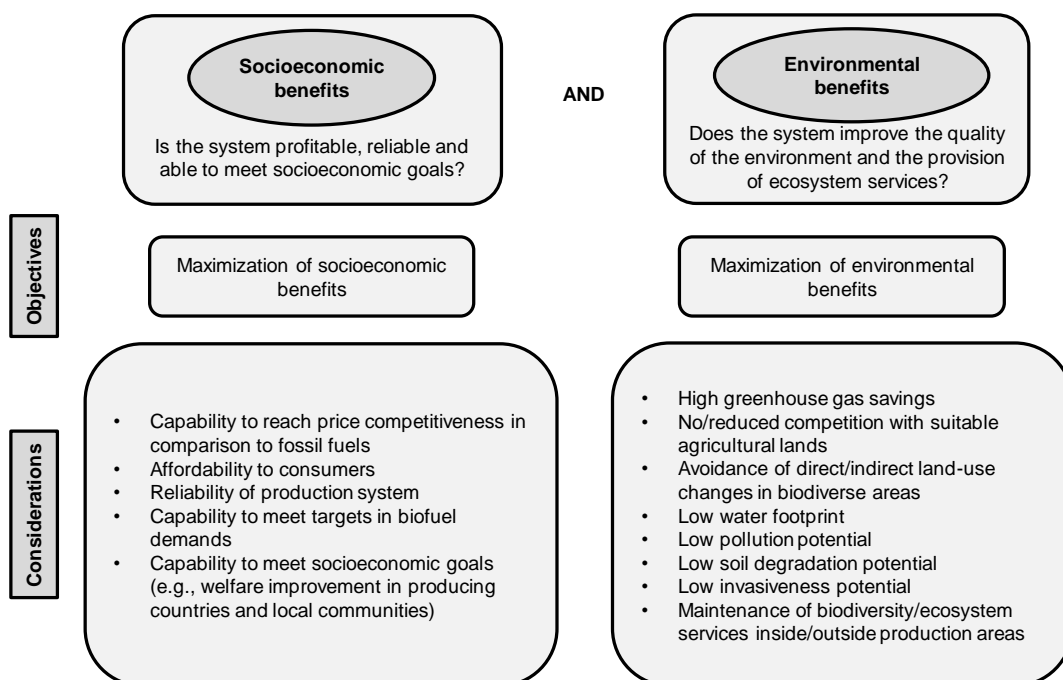 Socioeconomic
benefits
Is the system profitable, reliable and
able to meet socioeconomic goals?
AND
Environmental
benefits
Does the system improve the quality
of the environment and the provision
of ecosystem services?
Objectives
Maximization of socioeconomic
benefits
Maximization of environmental
benefits
Considerations
• Capability to reach price competitiveness in
comparison to fossil fuels
• Affordability to consumers
• Reliability of production system
• Capability to meet targets in biofuel
demands
• Capability to meet socioeconomic goals
(e.g., welfare improvement in producing
countries and local communities)
• High greenhouse gas savings
• No/reduced competition with suitable
agricultural lands
• Avoidance of direct/indirect land-use
changes in biodiverse areas
• Low water footprint
• Low pollution potential
• Low soil degradation potential
• Low invasiveness potential
• Maintenance of biodiversity/ecosystem
services inside/outside production areas